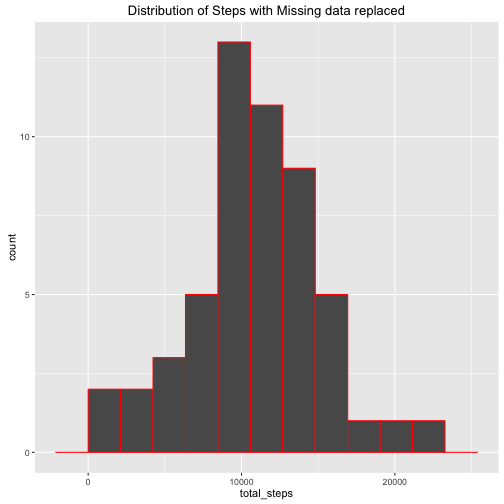 Distribution of Steps with Missing data replaced
10
5
0
count
0 10000 20000
total_steps